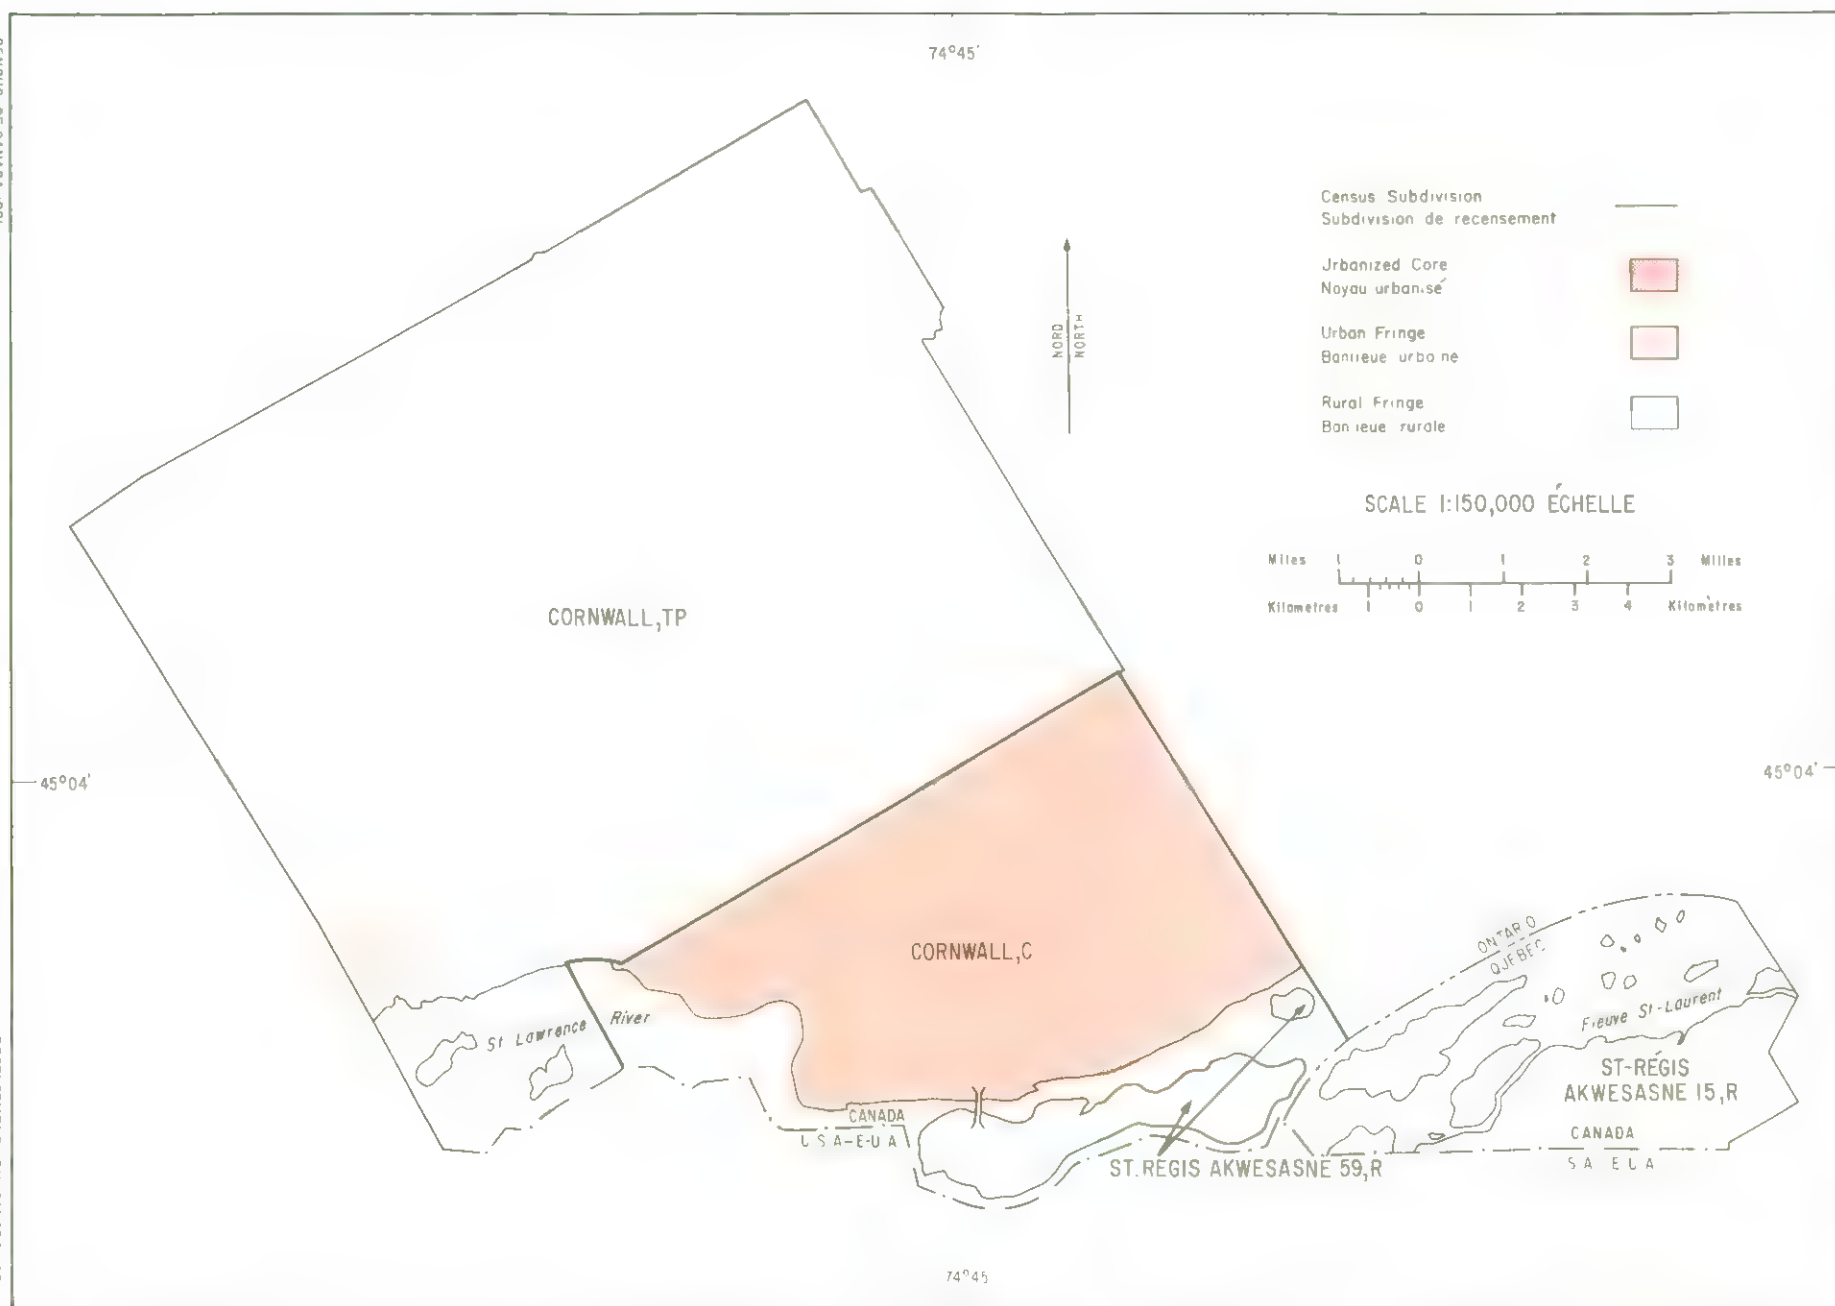 74°45'
Census Subdivision
Subdivision de recensement
Jrbanized Core
Noyau urbanisé
Urban Fringe
Banlieue urbaine
Rural Fringe
Banlieue rurale
NORD
NORTH
SCALE 1:150,000 ÉCHELLE
Miles 1 0 1 2 3 Milles
Kilometres 1 0 1 2 3 4 Kilomètres
CORNWALL,TP
45°04'
45°04'
CORNWALL,C
ONTARIO
QUÉBEC
St Lawrence River
Fleuve St-Laurent
ST-RÉGIS
AKWESASNE 15,R
CANADA
U S A-E-U A
CANADA
S A E U A
ST. REGIS AKWESASNE 59,R
74°45